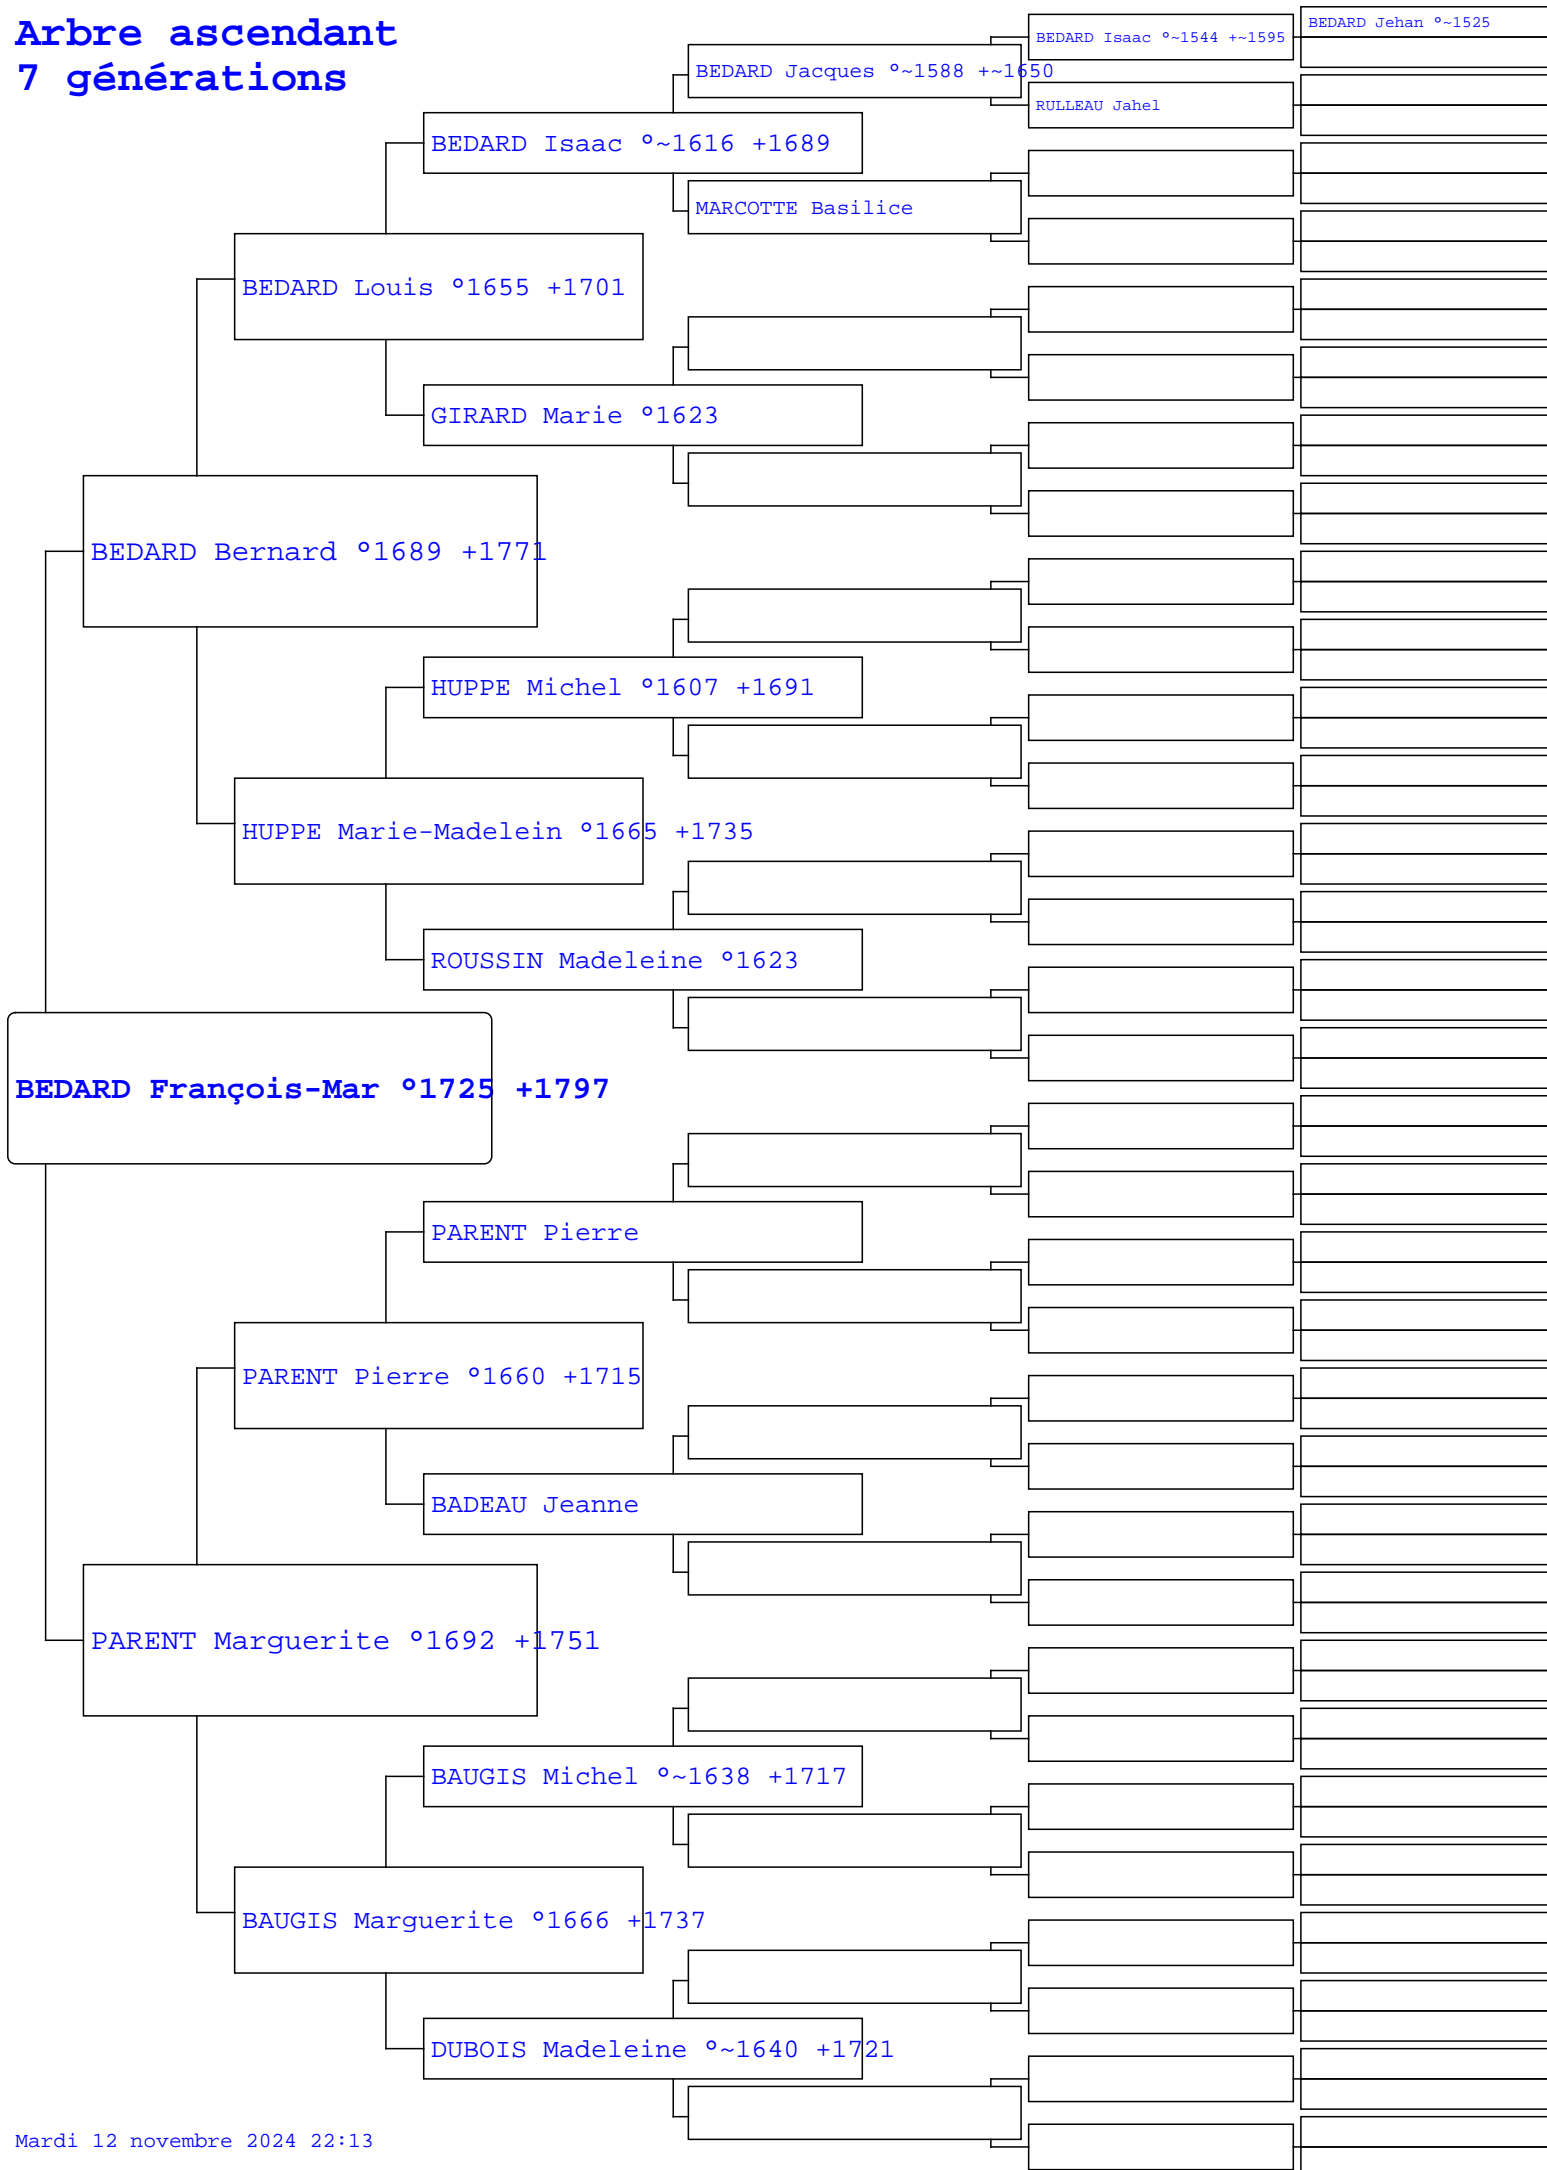 Arbre ascendant
7 générations
BEDARD Jehan °~1525
BEDARD Isaac °~1544 +~1595
BEDARD Jacques °~1588 +~1650
RULLEAU Jahel
BEDARD Isaac °~1616 +1689
MARCOTTE Basilice
BEDARD Louis °1655 +1701
GIRARD Marie °1623
BEDARD Bernard °1689 +1771
HUPPE Michel °1607 +1691
HUPPE Marie-Madelein °1665 +1735
ROUSSIN Madeleine °1623
BEDARD François-Mar °1725 +1797
PARENT Pierre
PARENT Pierre °1660 +1715
BADEAU Jeanne
PARENT Marguerite °1692 +1751
BAUGIS Michel °~1638 +1717
BAUGIS Marguerite °1666 +1737
DUBOIS Madeleine °~1640 +1721
Mardi 12 novembre 2024 22:13